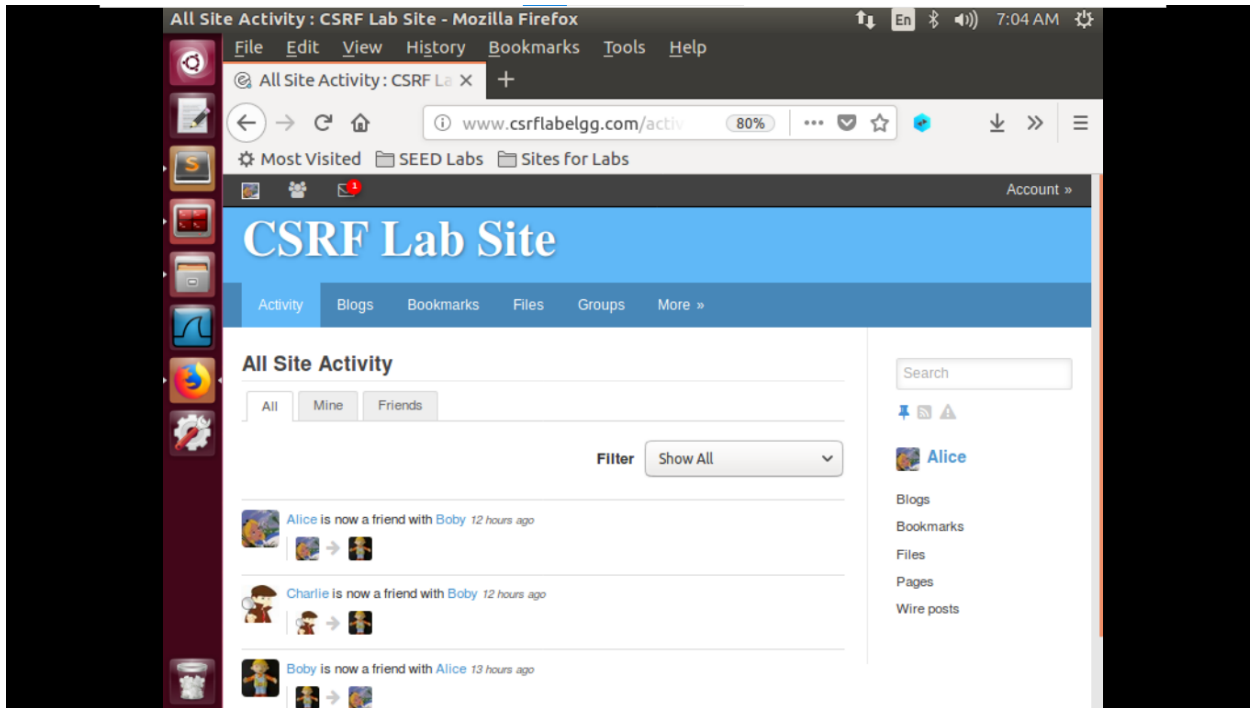 All Site Activity : CSRF Lab Site - Mozilla Firefox
En
7:04 AM
File Edit View History Bookmarks Tools Help
All Site Activity : CSRF La
www.csrflabelgg.com/activ
80%
Most Visited SEED Labs Sites for Labs
1
Account »
CSRF Lab Site
Activity Blogs Bookmarks Files Groups More »
All Site Activity
Search
All Mine Friends
Filter Show All
Alice
Blogs
Bookmarks
Files
Pages
Wire posts
Alice is now a friend with Boby 12 hours ago
Charlie is now a friend with Boby 12 hours ago
Boby is now a friend with Alice 13 hours ago